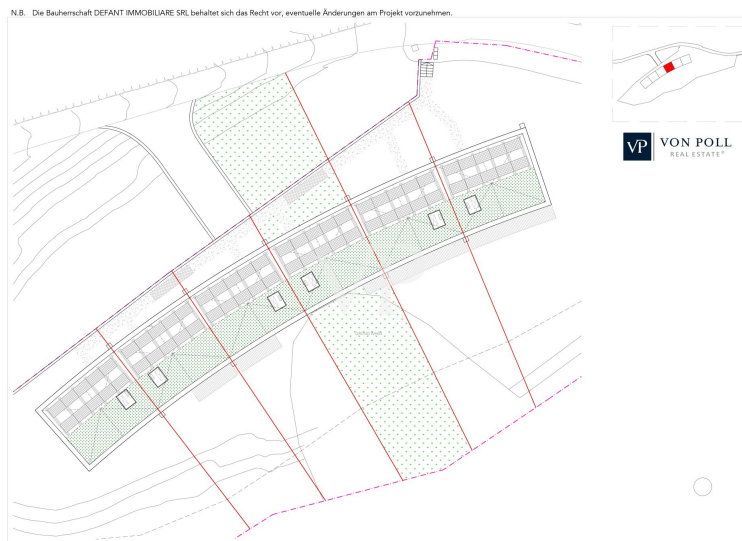 N.B. Die Bauherrschaft DEFANT IMMOBILIARE SRL behaltet sich das Recht vor, eventuelle Änderungen am Projekt vorzunehmen.
VP VON POLL
REAL ESTATE®